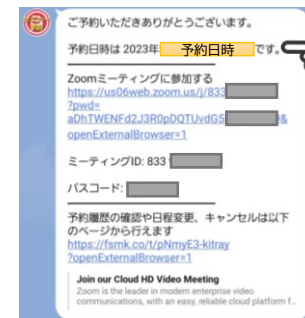 ご予約いただきありがとうございます。
予約日時は 2023年 予約日時 です。
Zoomミーティングに参加する
https://us06web.zoom.us/j/833
?pwd=
aDhTWENFd2J3R0pDQTUvdG5
&
openExternalBrowser=1
ミーティングID: 833
パスコード:
予約履歴の確認や日程変更、キャンセルは以下
のページから行えます
https://fsmk.co/t/pNmyE3-kitray
?openExternalBrowser=1
Join our Cloud HD Video Meeting
Zoom is the leader in modern enterprise video
communications, with an easy, reliable cloud platform f...